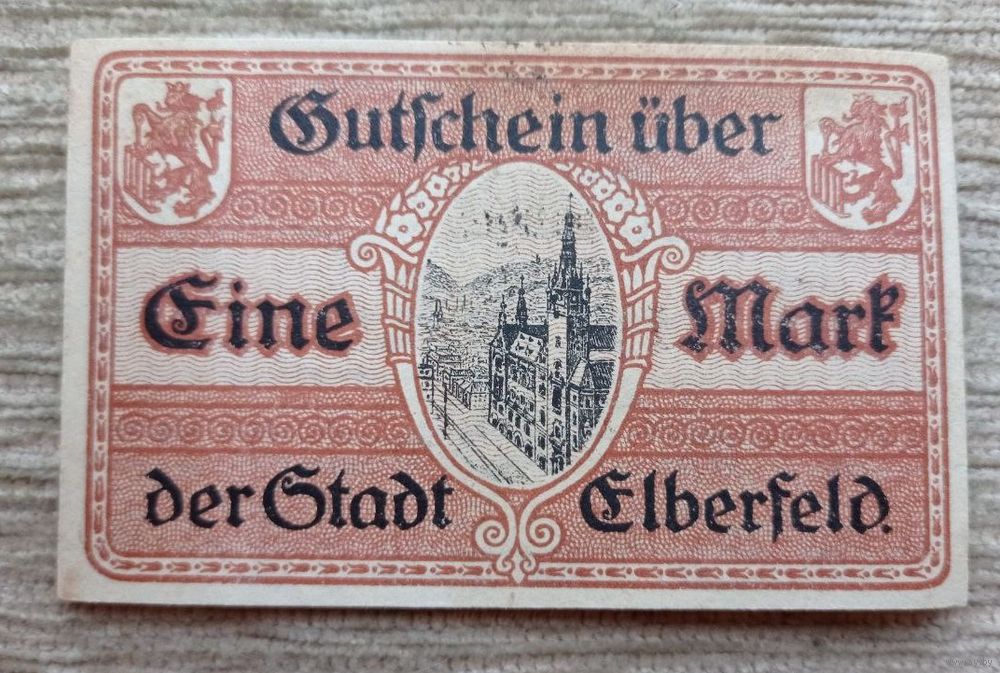 Gutſchein über
Eine Mark
der Stadt Elberfeld.